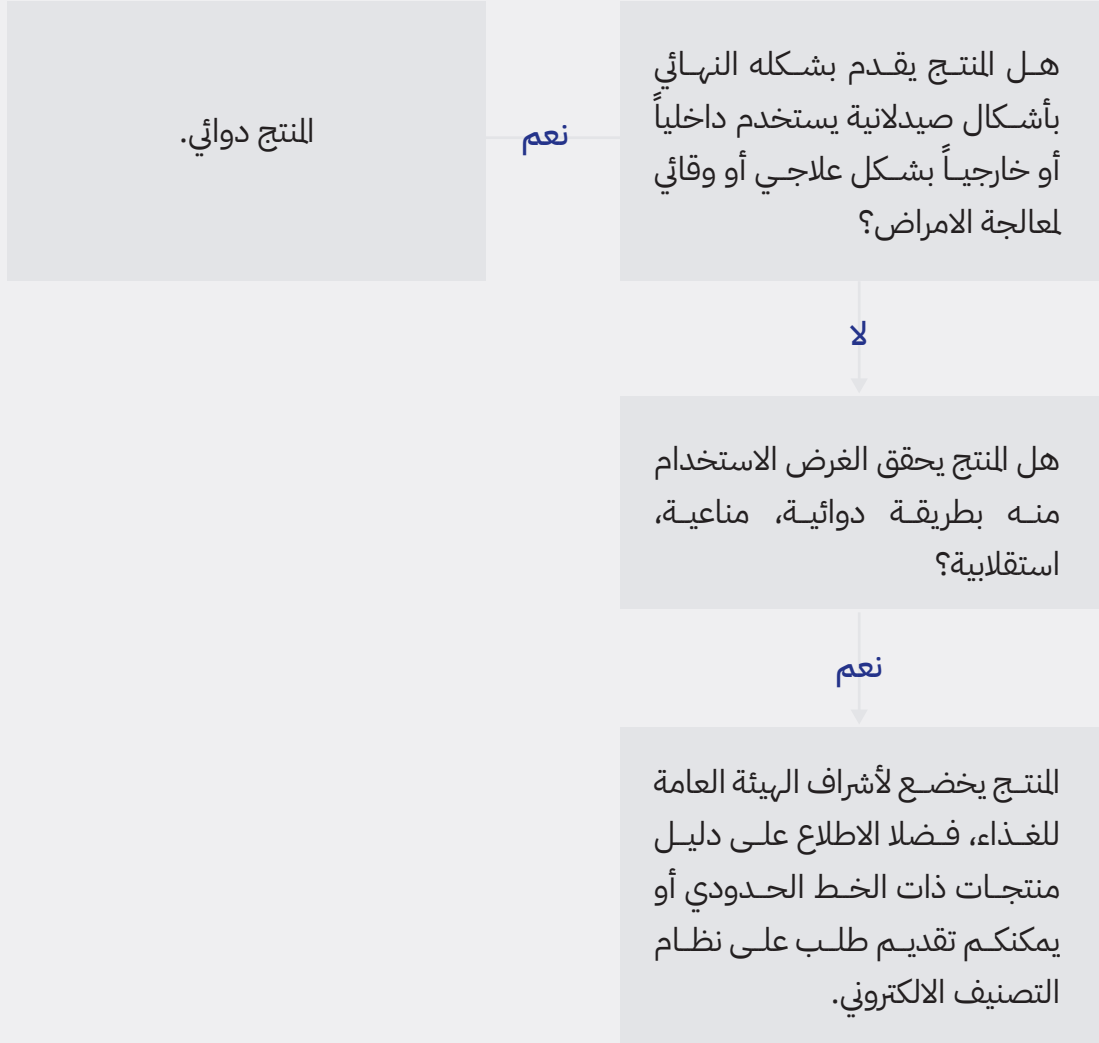 هل المنتج يقدم بشكله النهائي
بأشكال صيدلانية يستخدم داخلياً
أو خارجياً بشكل علاجي أو وقائي
لمعالجة الامراض؟
نعم
المنتج دوائي.
لا
هل المنتج يحقق الغرض الاستخدام
منه بطريقة دوائية، مناعية،
استقلابية؟
نعم
المنتج يخضع لأشراف الهيئة العامة
للغذاء، فضلا الاطلاع على دليل
منتجات ذات الخط الحدودي أو
يمكنكم تقديم طلب على نظام
التصنيف الالكتروني.